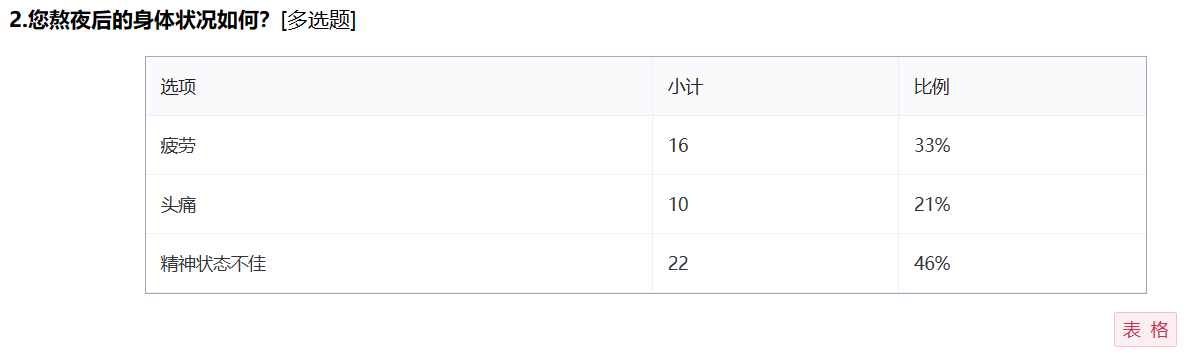 2.您熬夜后的身体状况如何？[多选题]
选项 小计 比例
疲劳 16 33%
头痛 10 21%
精神状态不佳 22 46%
表 格